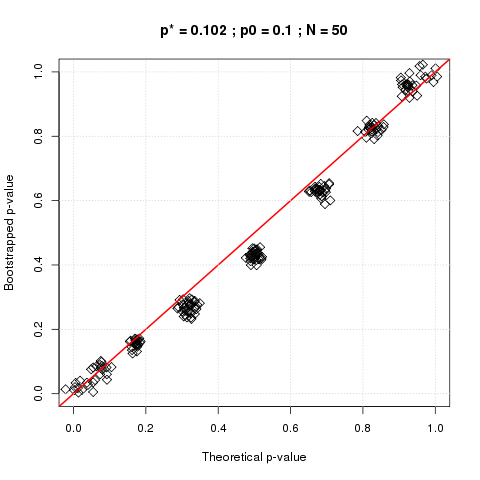 p* = 0.102 ; p0 = 0.1 ; N = 50
Bootstrapped p-value
1.0
0.8
0.6
0.4
0.2
0.0
0.0 0.2 0.4 0.6 0.8 1.0
Theoretical p-value